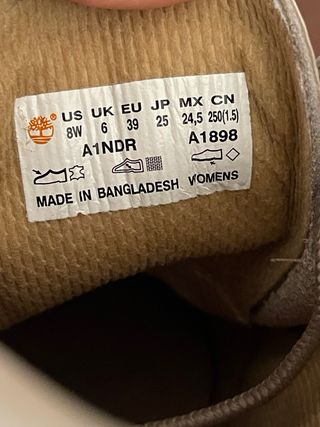 US UK EU JP MX CN
8W 6 39 25 24,5 250(1.5)
A1NDR A1898
MADE IN BANGLADESH WOMENS